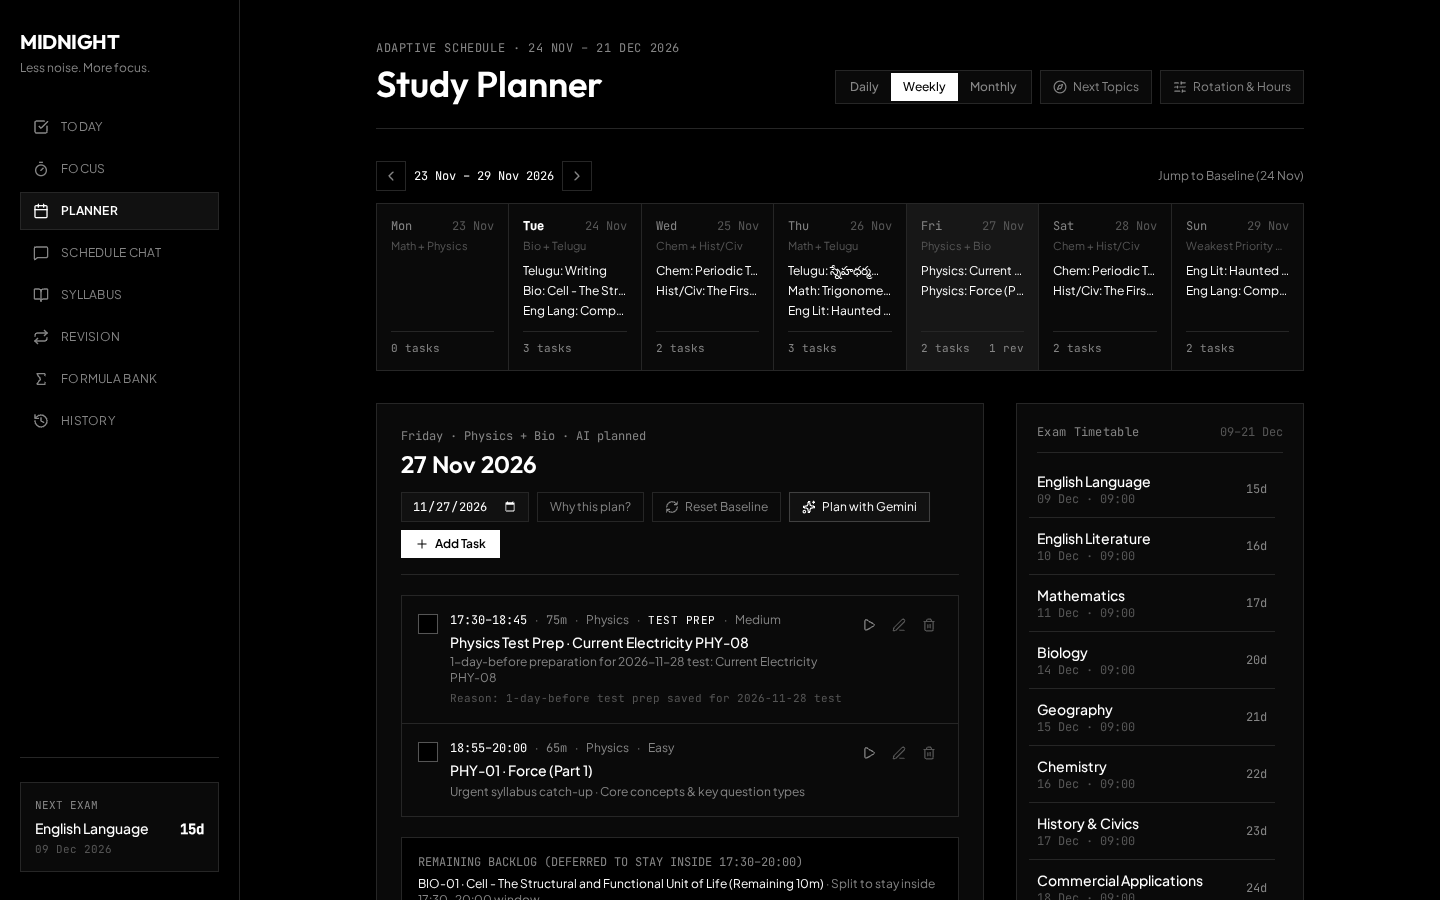 MIDNIGHT
Less noise. More focus.
TODAY
FOCUS
PLANNER
SCHEDULE CHAT
SYLLABUS
REVISION
FORMULA BANK
HISTORY
NEXT EXAM
English Language 15d
09 Dec 2026
ADAPTIVE SCHEDULE · 24 NOV – 21 DEC 2026
Study Planner
Daily Weekly Monthly
Next Topics
Rotation & Hours
23 Nov – 29 Nov 2026
Jump to Baseline (24 Nov)
Mon 23 Nov
Math + Physics
0 tasks
Tue 24 Nov
Bio + Telugu
Telugu: Writing
Bio: Cell - The Str...
Eng Lang: Comp...
3 tasks
Wed 25 Nov
Chem + Hist/Civ
Chem: Periodic T...
Hist/Civ: The Firs...
2 tasks
Thu 26 Nov
Math + Telugu
Telugu: స్నేహధర్మ...
Math: Trigonome...
Eng Lit: Haunted ...
3 tasks
Fri 27 Nov
Physics + Bio
Physics: Current ...
Physics: Force (P...
2 tasks 1 rev
Sat 28 Nov
Chem + Hist/Civ
Chem: Periodic T...
Hist/Civ: The Firs...
2 tasks
Sun 29 Nov
Weakest Priority ...
Eng Lit: Haunted ...
Eng Lang: Comp...
2 tasks
Friday · Physics + Bio · AI planned
27 Nov 2026
11/27/2026
Why this plan?
Reset Baseline
Plan with Gemini
Add Task
17:30–18:45 · 75m · Physics · TEST PREP · Medium
Physics Test Prep · Current Electricity PHY-08
1-day-before preparation for 2026-11-28 test: Current Electricity
PHY-08
Reason: 1-day-before test prep saved for 2026-11-28 test
18:55–20:00 · 65m · Physics · Easy
PHY-01 · Force (Part 1)
Urgent syllabus catch-up · Core concepts & key question types
REMAINING BACKLOG (DEFERRED TO STAY INSIDE 17:30–20:00)
BIO-01 · Cell - The Structural and Functional Unit of Life (Remaining 10m) · Split to stay inside
17:30–20:00 window
Exam Timetable 09–21 Dec
English Language 15d
09 Dec · 09:00
English Literature 16d
10 Dec · 09:00
Mathematics 17d
11 Dec · 09:00
Biology 20d
14 Dec · 09:00
Geography 21d
15 Dec · 09:00
Chemistry 22d
16 Dec · 09:00
History & Civics 23d
17 Dec · 09:00
Commercial Applications 24d
18 Dec · 09:00